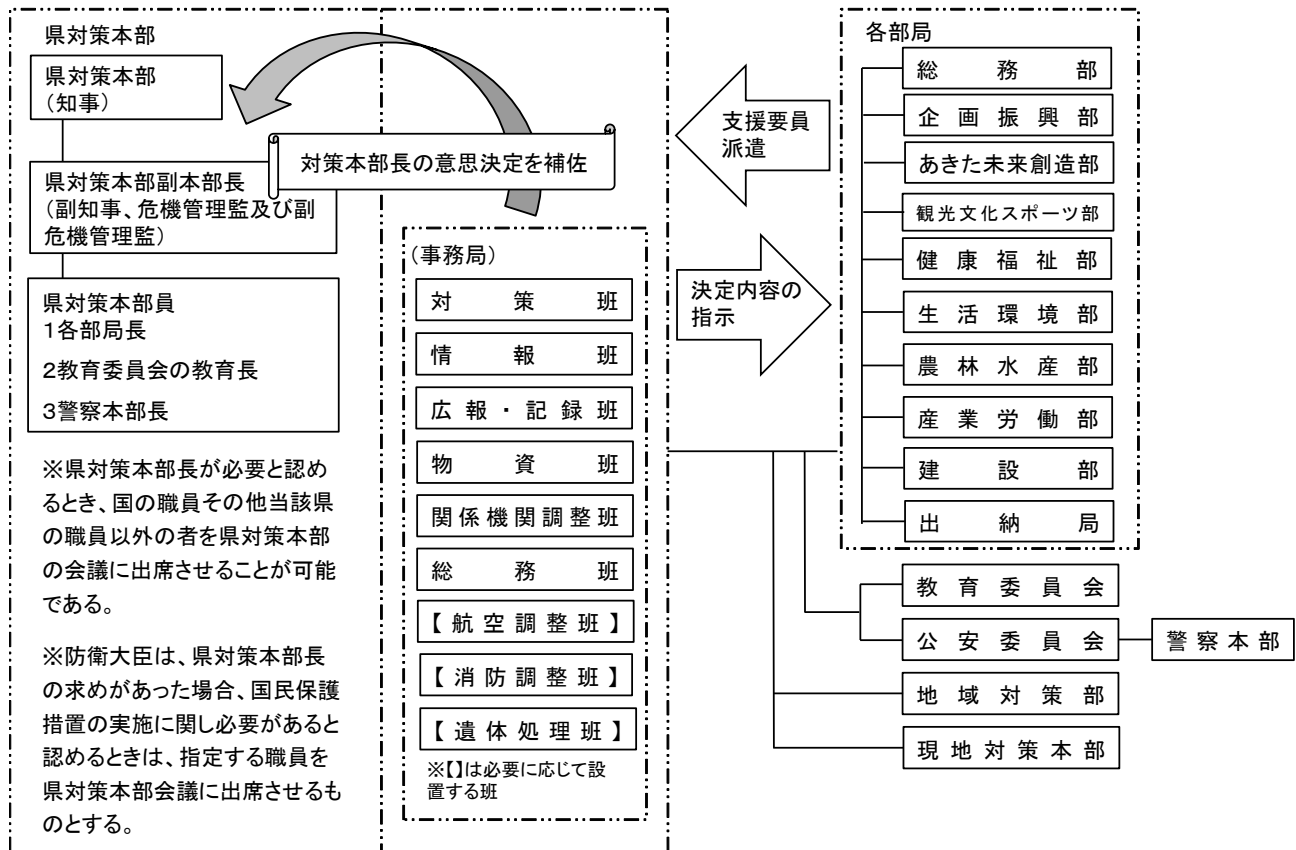 県対策本部
県対策本部
（知事）
県対策本部副本部長
（副知事、危機管理監及び副
危機管理監）
県対策本部員
1各部局長
2教育委員会の教育長
3警察本部長
※県対策本部長が必要と認め
るとき、国の職員その他当該県
の職員以外の者を県対策本部
の会議に出席させることが可能
である。
※防衛大臣は、県対策本部長
の求めがあった場合、国民保護
措置の実施に関し必要があると
認めるときは、指定する職員を
県対策本部会議に出席させるも
のとする。
対策本部長の意思決定を補佐
（事務局）
対策班
情報班
広報・記録班
物資班
関係機関調整班
総務班
【航空調整班】
【消防調整班】
【遺体処理班】
※【】は必要に応じて設
置する班
支援要員
派遣
決定内容の
指示
各部局
総務部
企画振興部
あきた未来創造部
観光文化スポーツ部
健康福祉部
生活環境部
農林水産部
産業労働部
建設部
出納局
教育委員会
公安委員会
警察本部
地域対策部
現地対策本部